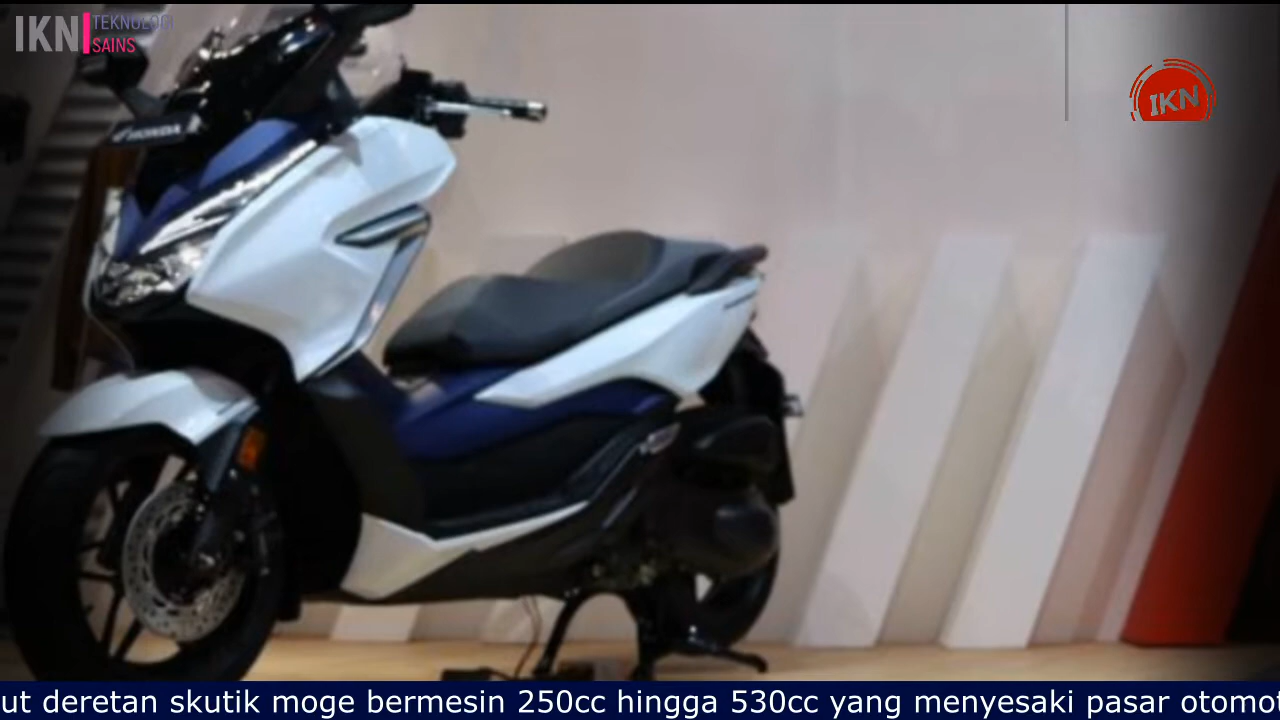 IKN TEKNOLOGI
SAINS
IKN
HONDA
ut deretan skutik moge bermesin 250cc hingga 530cc yang menyesaki pasar otomot